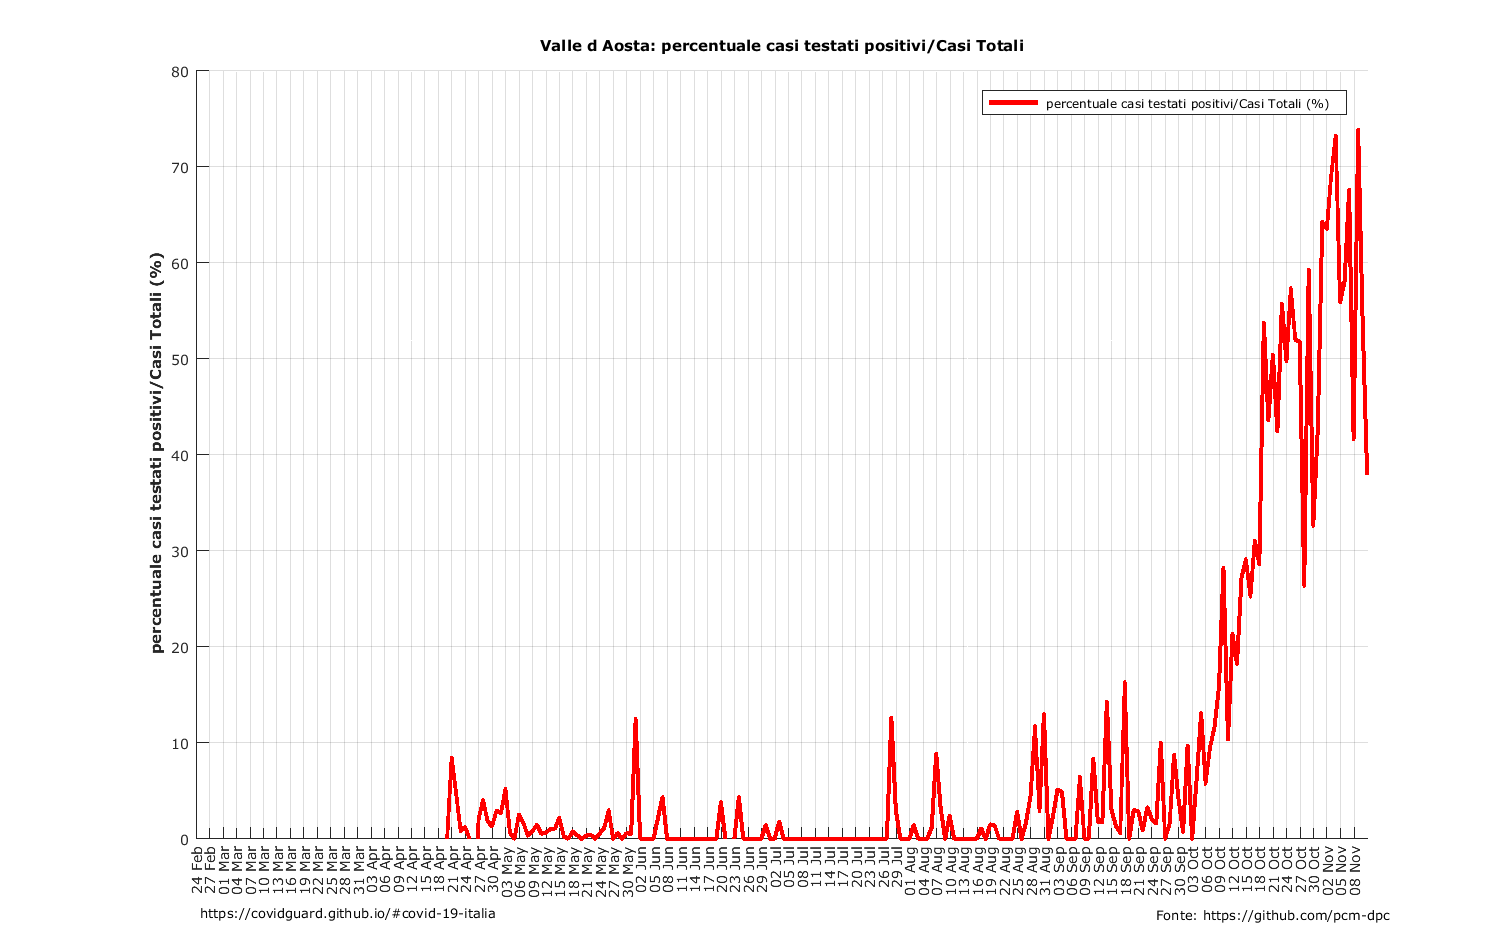 Valle d Aosta: percentuale casi testati positivi/Casi Totali
percentuale casi testati positivi/Casi Totali (%)
percentuale casi testati positivi/Casi Totali (%)
80
70
60
50
40
30
20
10
0
24 Feb
27 Feb
01 Mar
04 Mar
07 Mar
10 Mar
13 Mar
16 Mar
19 Mar
22 Mar
25 Mar
28 Mar
31 Mar
03 Apr
06 Apr
09 Apr
12 Apr
15 Apr
18 Apr
21 Apr
24 Apr
27 Apr
30 Apr
03 May
06 May
09 May
12 May
15 May
18 May
21 May
24 May
27 May
30 May
02 Jun
05 Jun
08 Jun
11 Jun
14 Jun
17 Jun
20 Jun
23 Jun
26 Jun
29 Jun
02 Jul
05 Jul
08 Jul
11 Jul
14 Jul
17 Jul
20 Jul
23 Jul
26 Jul
29 Jul
01 Aug
04 Aug
07 Aug
10 Aug
13 Aug
16 Aug
19 Aug
22 Aug
25 Aug
28 Aug
31 Aug
03 Sep
06 Sep
09 Sep
12 Sep
15 Sep
18 Sep
21 Sep
24 Sep
27 Sep
30 Sep
03 Oct
06 Oct
09 Oct
12 Oct
15 Oct
18 Oct
21 Oct
24 Oct
27 Oct
30 Oct
02 Nov
05 Nov
08 Nov
https://covidguard.github.io/#covid-19-italia
Fonte: https://github.com/pcm-dpc